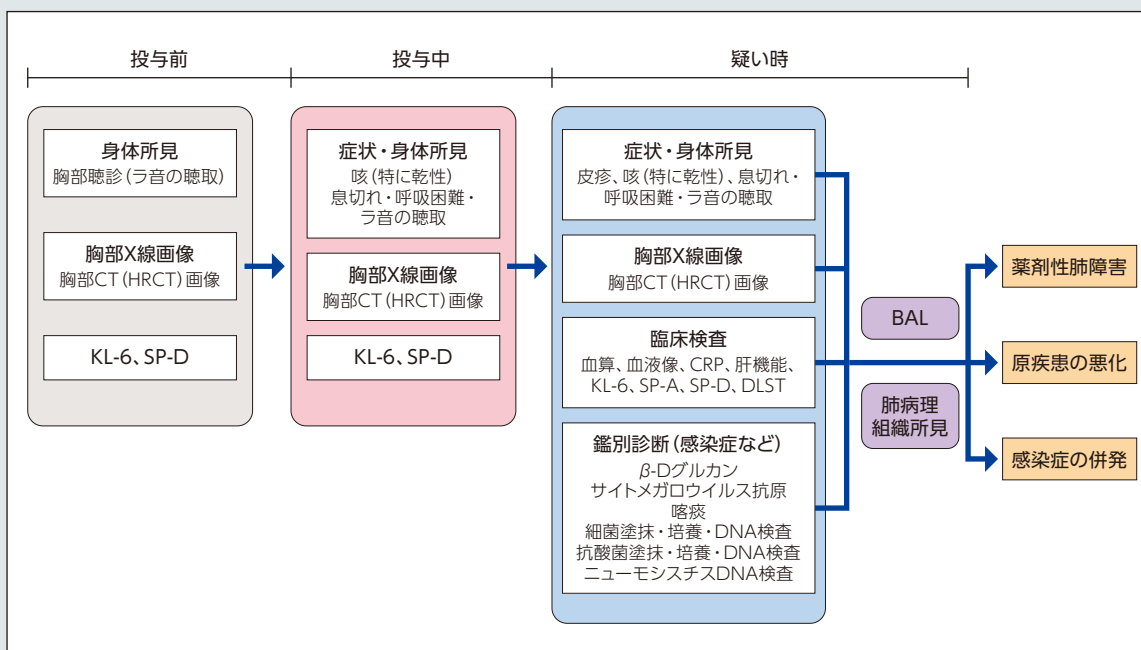 投与前
投与中
疑い時
身体所見
胸部聴診(ラ音の聴取)
胸部X線画像
胸部CT(HRCT)画像
KL-6、SP-D
症状・身体所見
咳(特に乾性)
息切れ・呼吸困難・
ラ音の聴取
胸部X線画像
胸部CT(HRCT)画像
KL-6、SP-D
症状・身体所見
皮疹、咳(特に乾性)、息切れ・
呼吸困難・ラ音の聴取
胸部X線画像
胸部CT(HRCT)画像
臨床検査
血算、血液像、CRP、肝機能、
KL-6、SP-A、SP-D、DLST
鑑別診断(感染症など)
β-Dグルカン
サイトメガロウイルス抗原
喀痰
細菌塗抹・培養・DNA検査
抗酸菌塗抹・培養・DNA検査
ニューモシスチスDNA検査
BAL
肺病理
組織所見
薬剤性肺障害
原疾患の悪化
感染症の併発